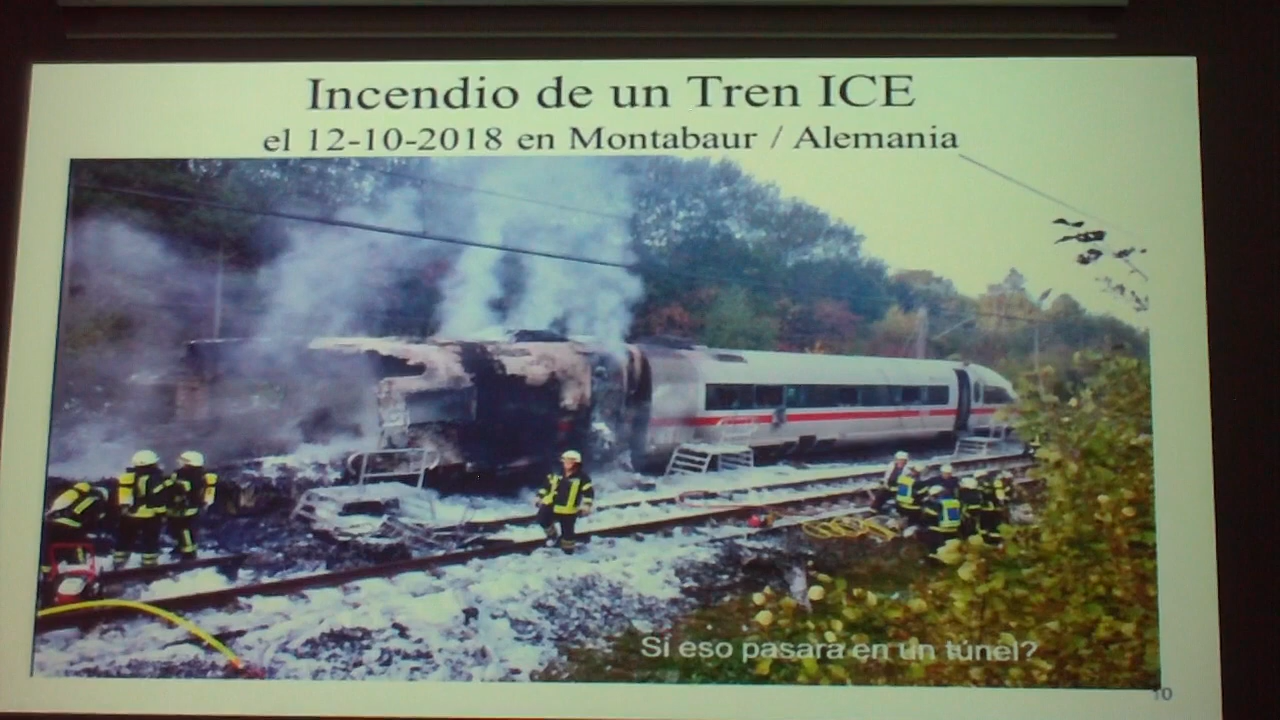 Incendio de un Tren ICE
el 12-10-2018 en Montabaur / Alemania
Si eso pasara en un túnel?
10